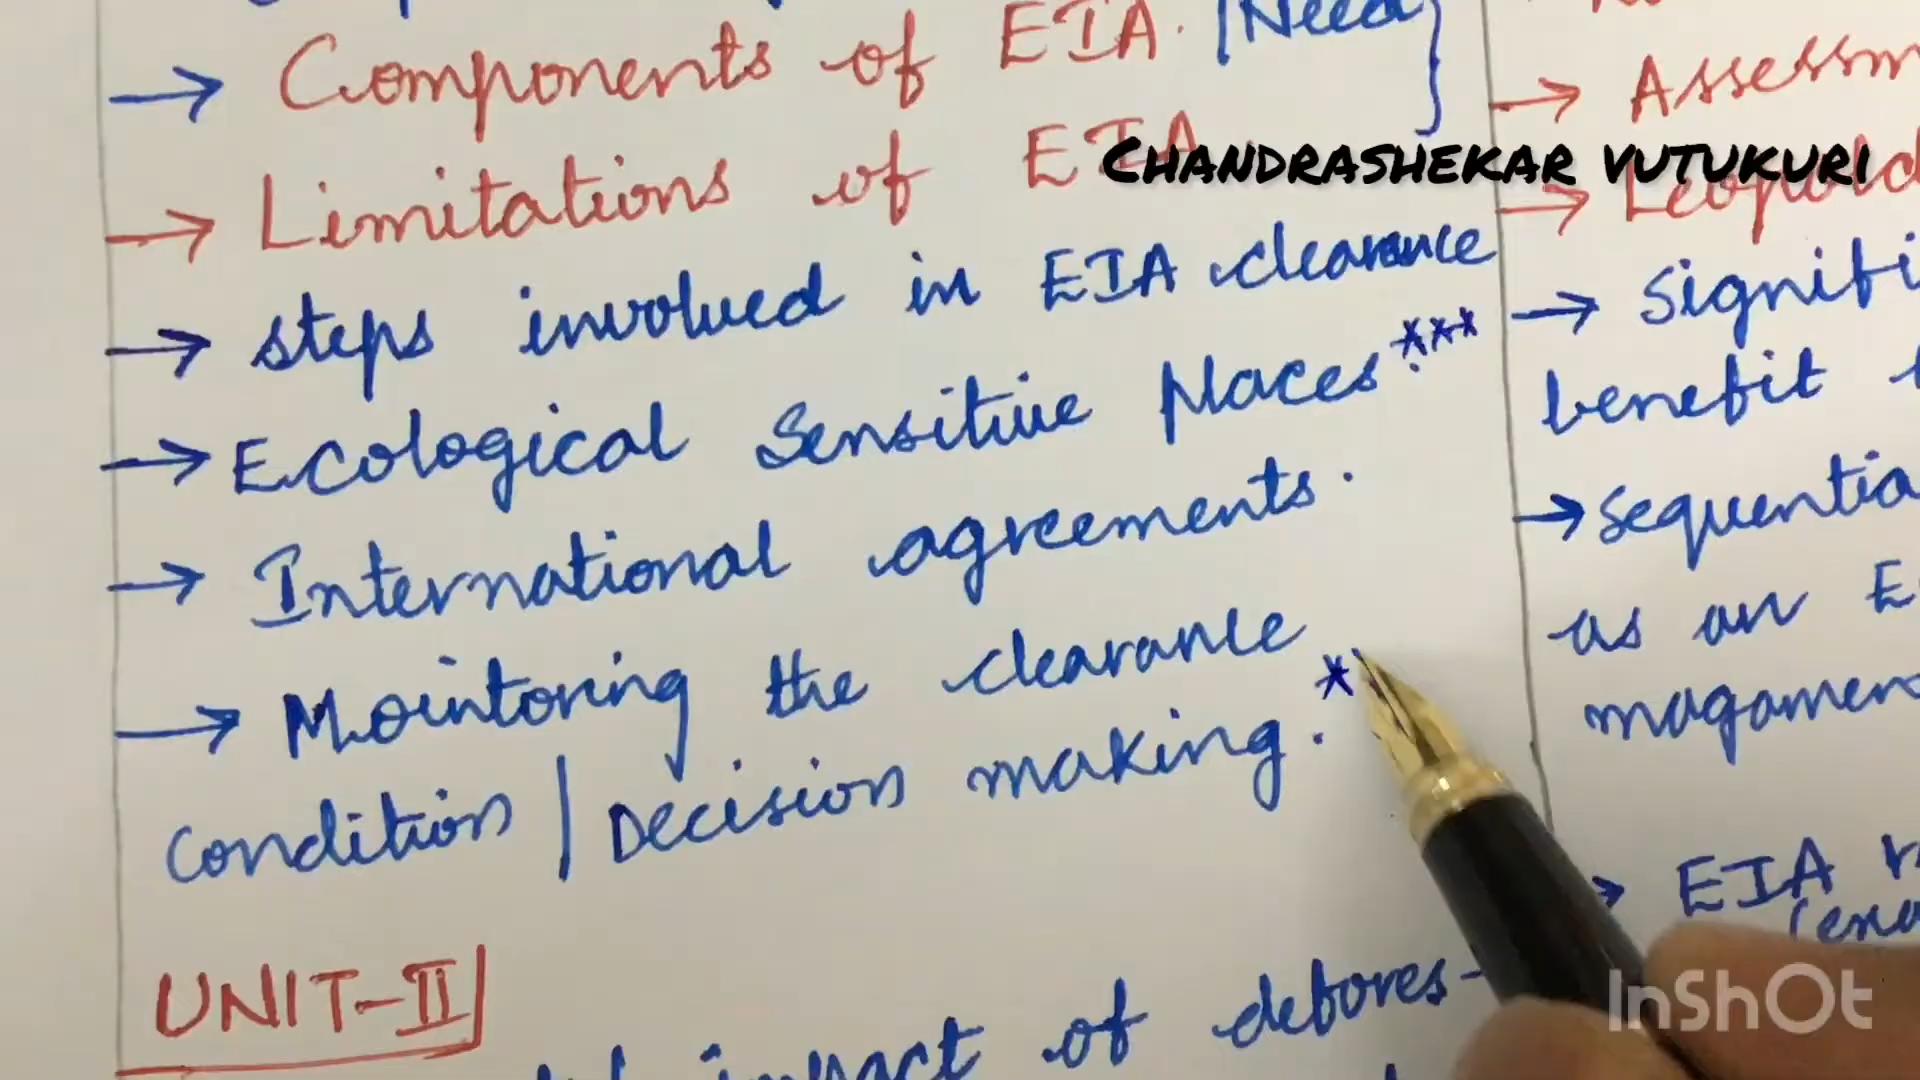 → Components of EIA. | Need
→ Limitations of EIA
→ steps involved in EIA clearance
→ Ecological Sensitive Places. ***
→ International agreements.
→ Mointoring the clearance
condition | Decision making. *
UNIT-II
impact of defores-
→ Assessm
→ Leopold
→ Signifi
benefit
→ sequentia
as an E
magamen
EIA
CHANDRASHEKAR VUTUKURI
InShOt